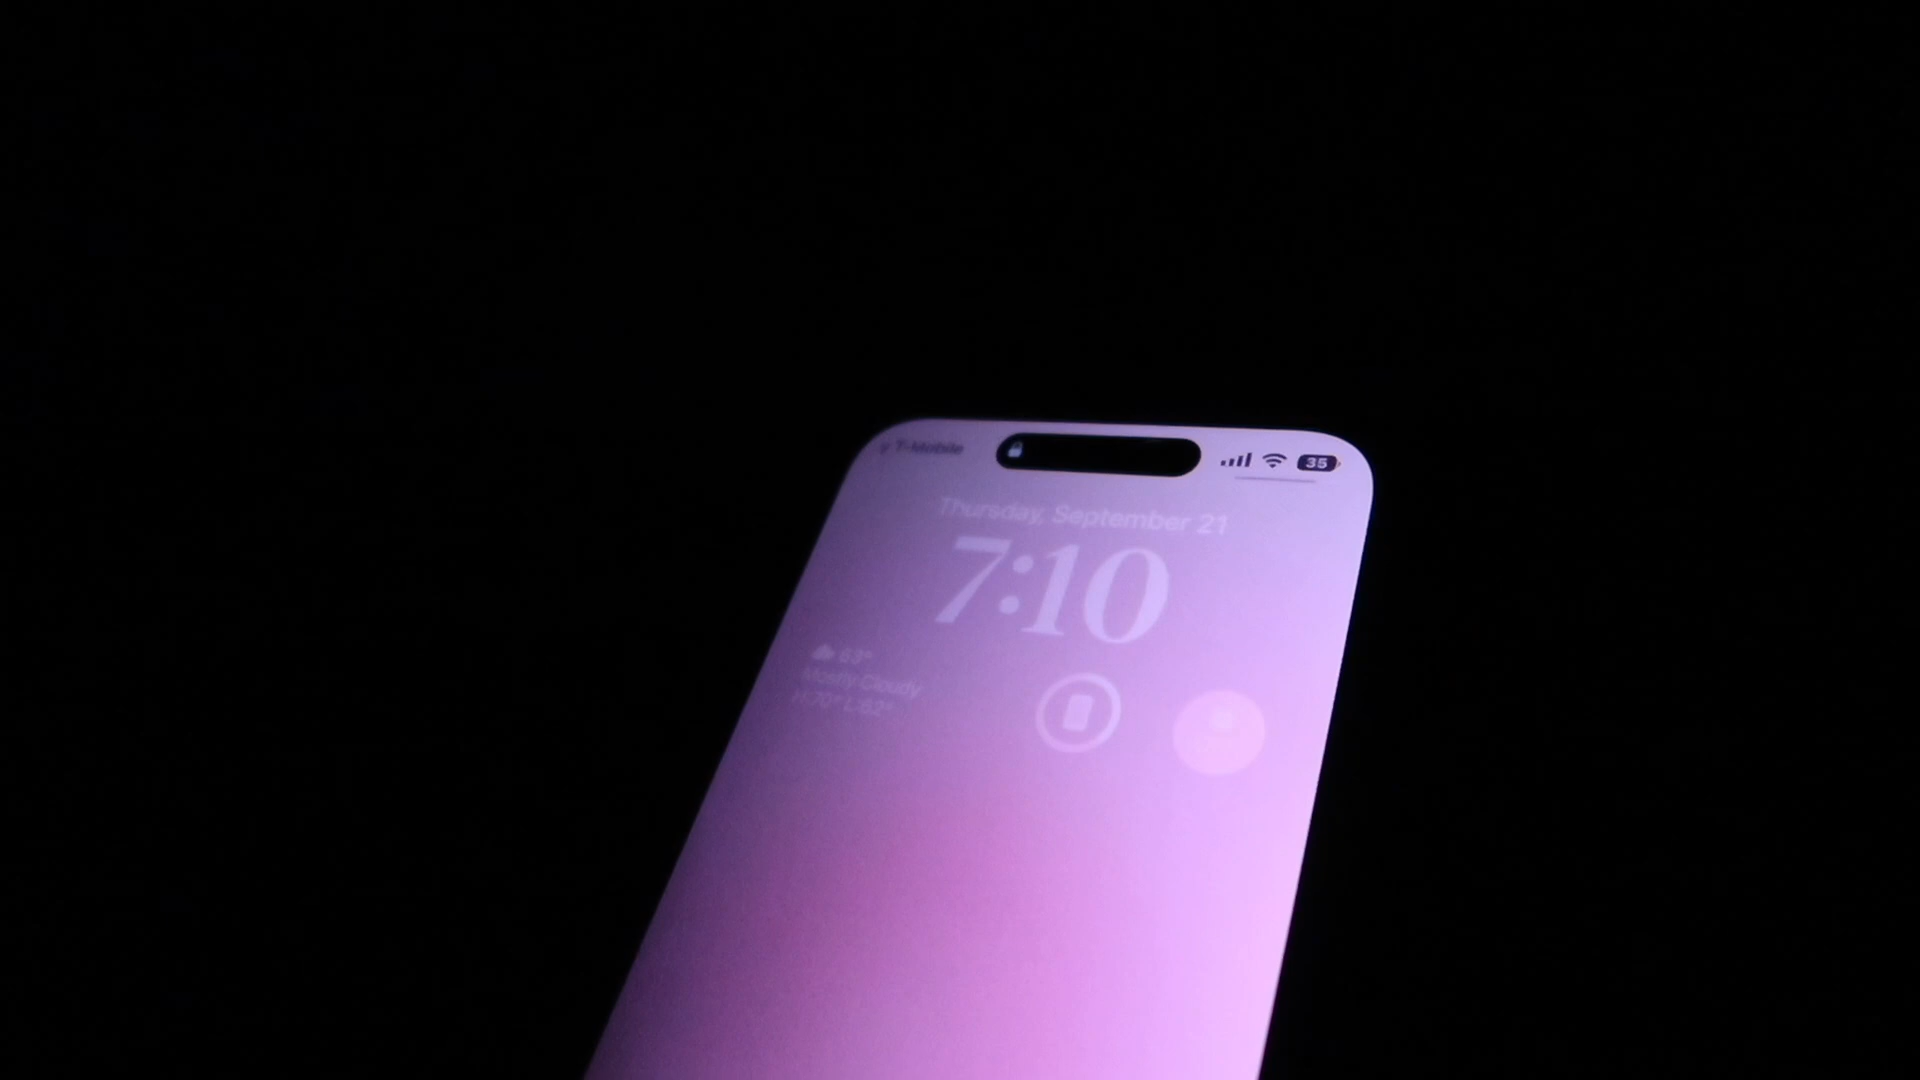 T-Mobile
35
Thursday, September 21
7:10
63°
Mostly Cloudy
H:70° L:62°